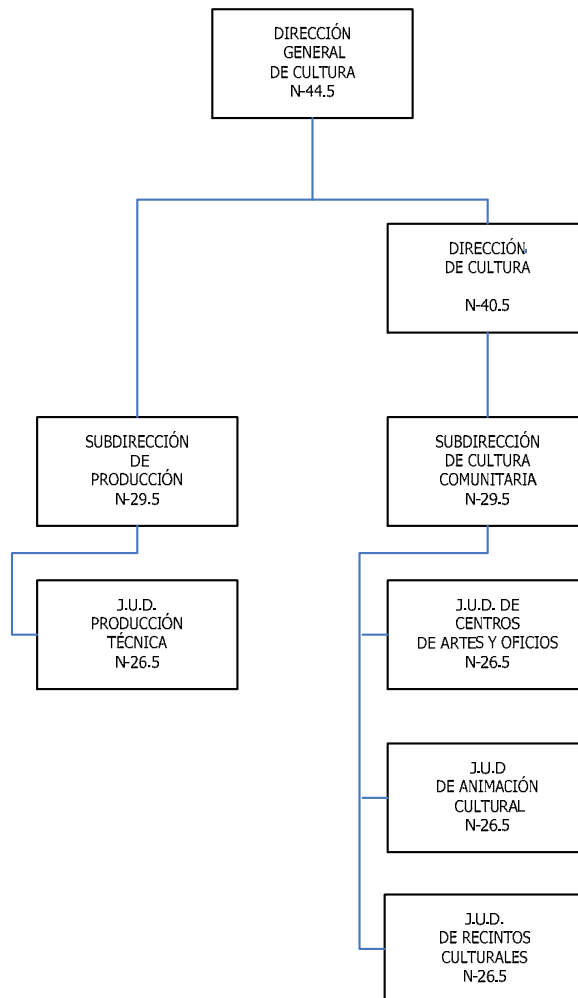 DIRECCIÓN
GENERAL
DE CULTURA
N-44.5
DIRECCIÓN
DE CULTURA
N-40.5
SUBDIRECCIÓN
DE
PRODUCCIÓN
N-29.5
SUBDIRECCIÓN
DE CULTURA
COMUNITARIA
N-29.5
J.U.D.
PRODUCCIÓN
TÉCNICA
N-26.5
J.U.D. DE
CENTROS
DE ARTES Y OFICIOS
N-26.5
J.U.D
DE ANIMACIÓN
CULTURAL
N-26.5
J.U.D.
DE RECINTOS
CULTURALES
N-26.5